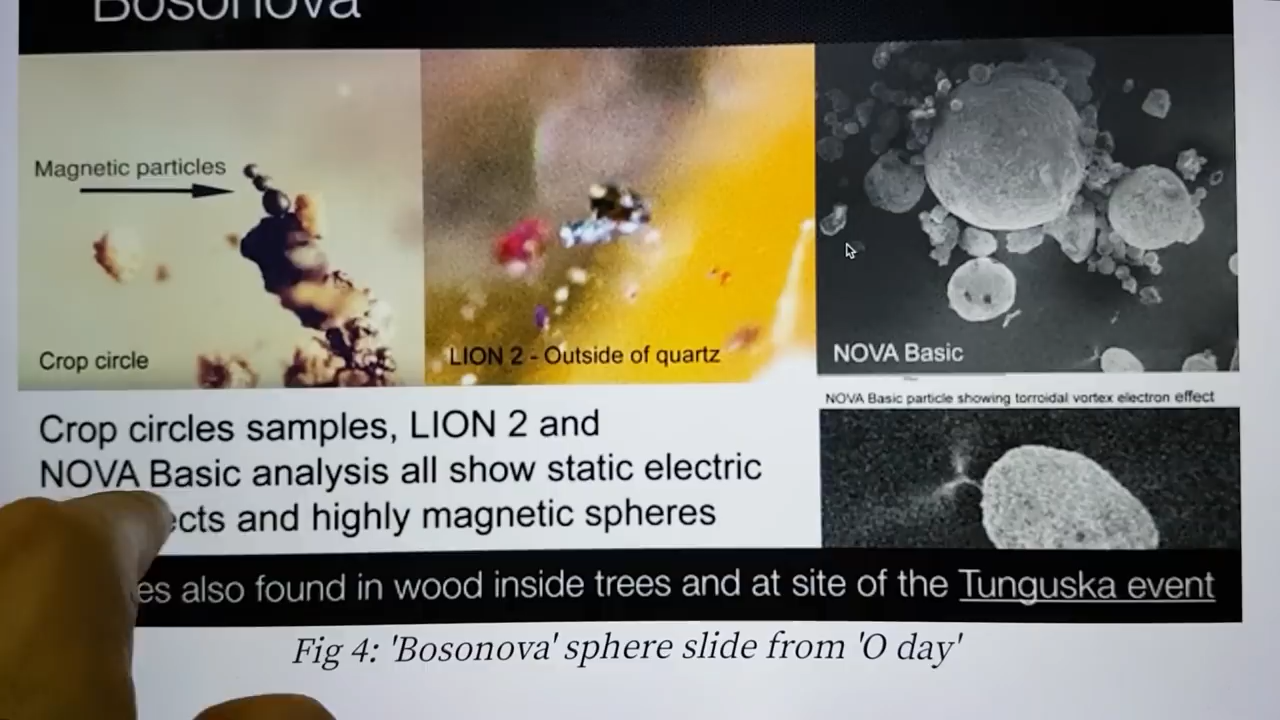 Bosonova
Magnetic particles
Crop circle
LION 2 - Outside of quartz
NOVA Basic
NOVA Basic particle showing torroidal vortex electron effect
Crop circles samples, LION 2 and
NOVA Basic analysis all show static electric
ects and highly magnetic spheres
es also found in wood inside trees and at site of the Tunguska event
Fig 4: 'Bosonova' sphere slide from 'O day'